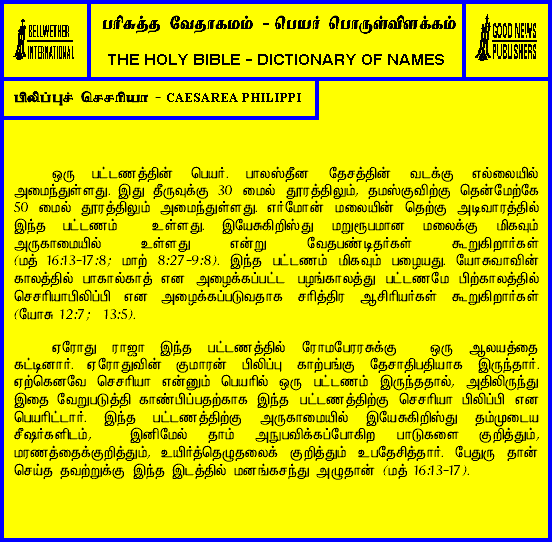 BELLWETHER
INTERNATIONAL
பரிசுத்த வேதாகமம் - பெயர் பொருள்விளக்கம்
THE HOLY BIBLE - DICTIONARY OF NAMES
GOOD NEWS
PUBLISHERS
பிலிப்புச் செசரியா - CAESAREA PHILIPPI
ஒரு பட்டணத்தின் பெயர். பாலஸ்தீன தேசத்தின் வடக்கு எல்லையில்
அமைந்துள்ளது. இது தீருவுக்கு 30 மைல் தூரத்திலும், தமஸ்குவிற்கு தென்மேற்கே
50 மைல் தூரத்திலும் அமைந்துள்ளது. எர்மோன் மலையின் தெற்கு அடிவாரத்தில்
இந்த பட்டணம் உள்ளது. இயேசுகிறிஸ்து மறுரூபமான மலைக்கு மிகவும்
அருகாமையில் உள்ளது என்று வேதபண்டிதர்கள் கூறுகிறார்கள்
(மத் 16:13-17:8; மாற் 8:27-9:8). இந்த பட்டணம் மிகவும் பழையது. யோசுவாவின்
காலத்தில் பாகால்காத் என அழைக்கப்பட்ட பழங்காலத்து பட்டணமே பிற்காலத்தில்
செசரியாபிலிப்பி என அழைக்கப்படுவதாக சரித்திர ஆசிரியர்கள் கூறுகிறார்கள்
(யோசு 12:7; 13:5).
ஏரோது ராஜா இந்த பட்டணத்தில் ரோமபேரரசுக்கு ஒரு ஆலயத்தை
கட்டினார். ஏரோதுவின் குமாரன் பிலிப்பு காற்பங்கு தேசாதிபதியாக இருந்தார்.
ஏற்கெனவே செசரியா என்னும் பெயரில் ஒரு பட்டணம் இருந்ததால், அதிலிருந்து
இதை வேறுபடுத்தி காண்பிப்பதற்காக இந்த பட்டணத்திற்கு செசரியா பிலிப்பி என
பெயரிட்டார். இந்த பட்டணத்திற்கு அருகாமையில் இயேசுகிறிஸ்து தம்முடைய
சீஷர்களிடம், இனிமேல் தாம் அநுபவிக்கப்போகிற பாடுகளை குறித்தும்,
மரணத்தைக்குறித்தும், உயிர்த்தெழுதலைக் குறித்தும் உபதேசித்தார். பேதுரு தான்
செய்த தவற்றுக்கு இந்த இடத்தில் மனங்கசந்து அழுதான் (மத் 16:13-17).